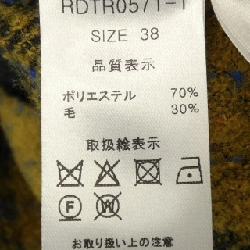 RDTR0571-1
SIZE 38
品質表示
ポリエステル 70%
毛 30%
取扱絵表示
F W
お取り扱い上の注意